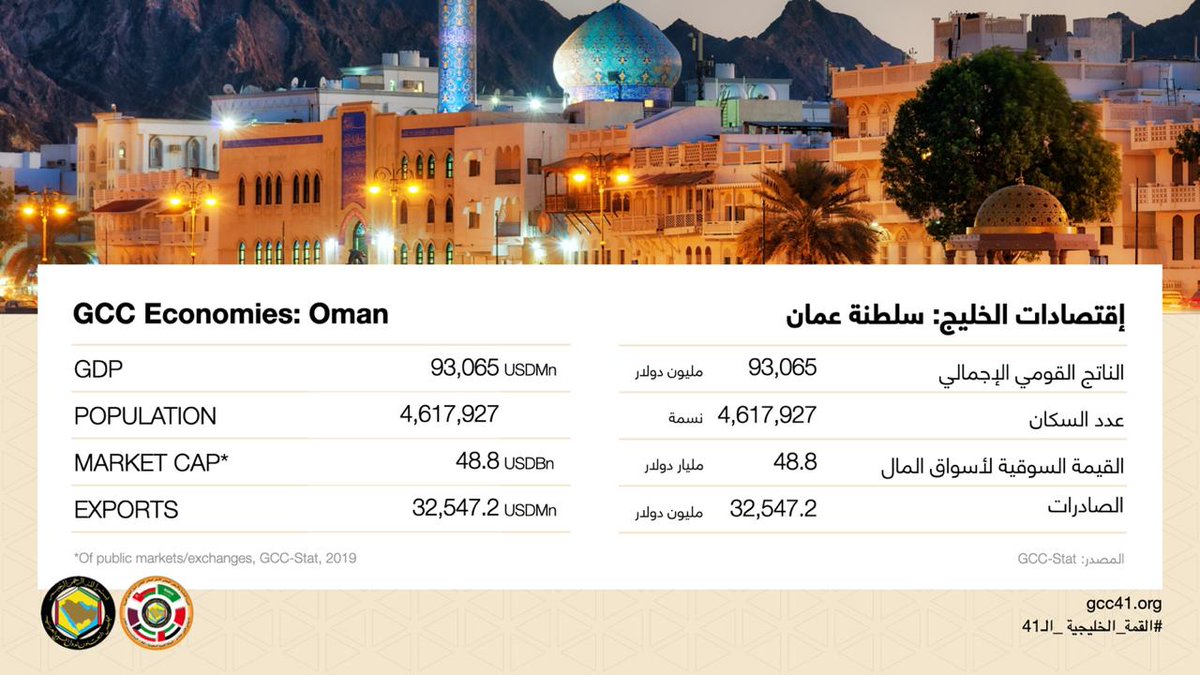 GCC Economies: Oman
GDP 93,065 USDMn
POPULATION 4,617,927
MARKET CAP* 48.8 USDBn
EXPORTS 32,547.2 USDMn
*Of public markets/exchanges, GCC-Stat, 2019
إقتصادات الخليج: سلطنة عمان
الناتج القومي الإجمالي 93,065 مليون دولار
عدد السكان 4,617,927 نسمة
القيمة السوقية لأسواق المال 48.8 مليار دولار
الصادرات 32,547.2 مليون دولار
المصدر: GCC-Stat
gcc41.org
#القمة_الخليجية _الـ41